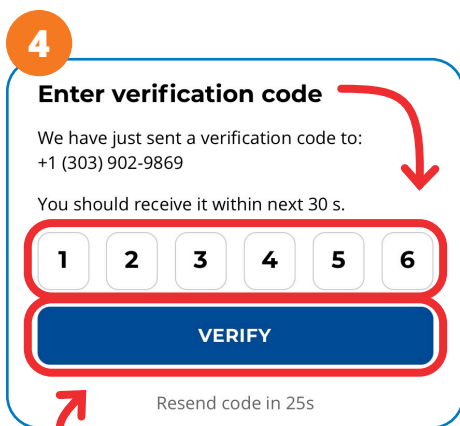 4
Enter verification code
We have just sent a verification code to:
+1 (303) 902-9869
You should receive it within next 30 s.
1 2 3 4 5 6
VERIFY
Resend code in 25s